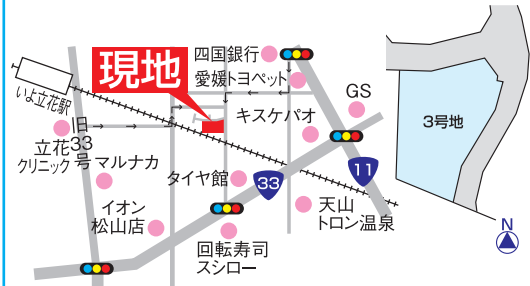 四国銀行
愛媛トヨペット
現地
いよ立花駅
GS
キスケパオ
3号地
旧33号
立花
クリニック
マルナカ
タイヤ館
33
11
イオン
松山店
天山
トロン温泉
回転寿司
スシロー
N